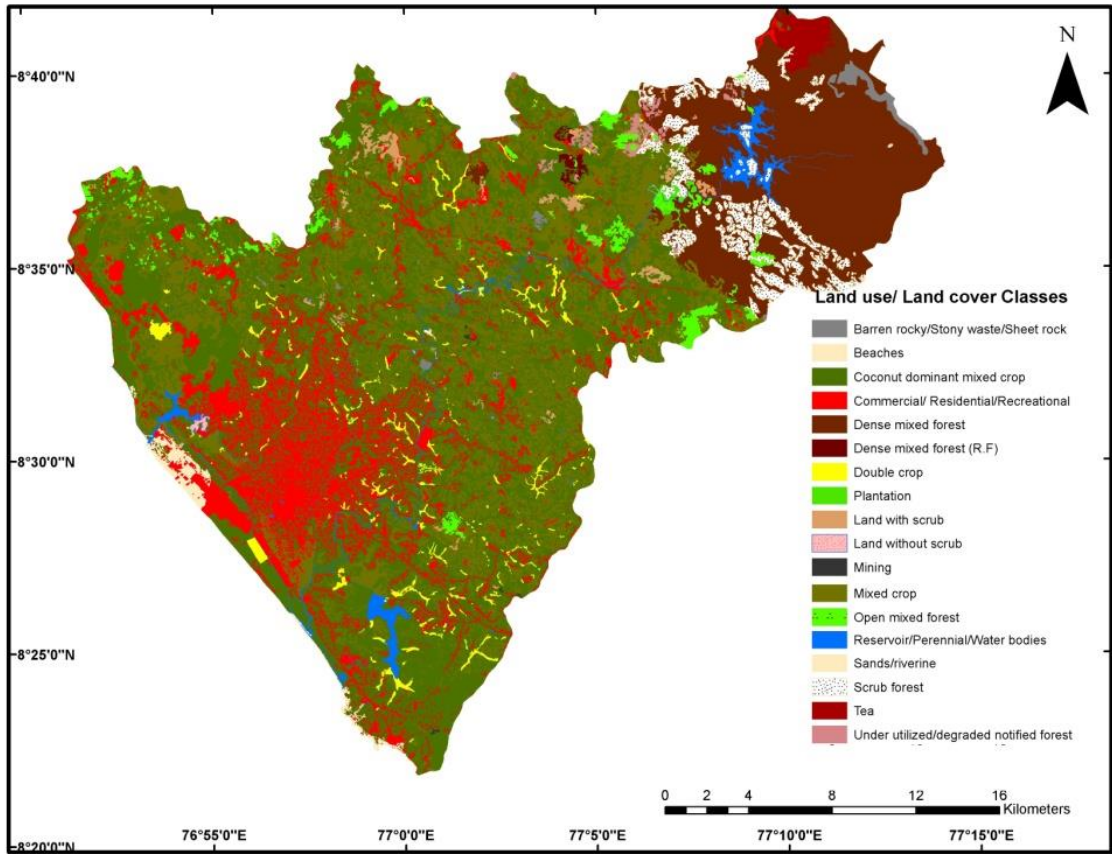 N
8°40'0"N
8°35'0"N
8°30'0"N
8°25'0"N
8°20'0"N
Land use/ Land cover Classes
Barren rocky/Stony waste/Sheet rock
Beaches
Coconut dominant mixed crop
Commercial/ Residential/Recreational
Dense mixed forest
Dense mixed forest (R.F)
Double crop
Plantation
Land with scrub
Land without scrub
Mining
Mixed crop
Open mixed forest
Reservoir/Perennial/Water bodies
Sands/riverine
Scrub forest
Tea
Under utilized/degraded notified forest
0 2 4 8 12 16
Kilometers
76°55'0"E 77°0'0"E 77°5'0"E 77°10'0"E 77°15'0"E